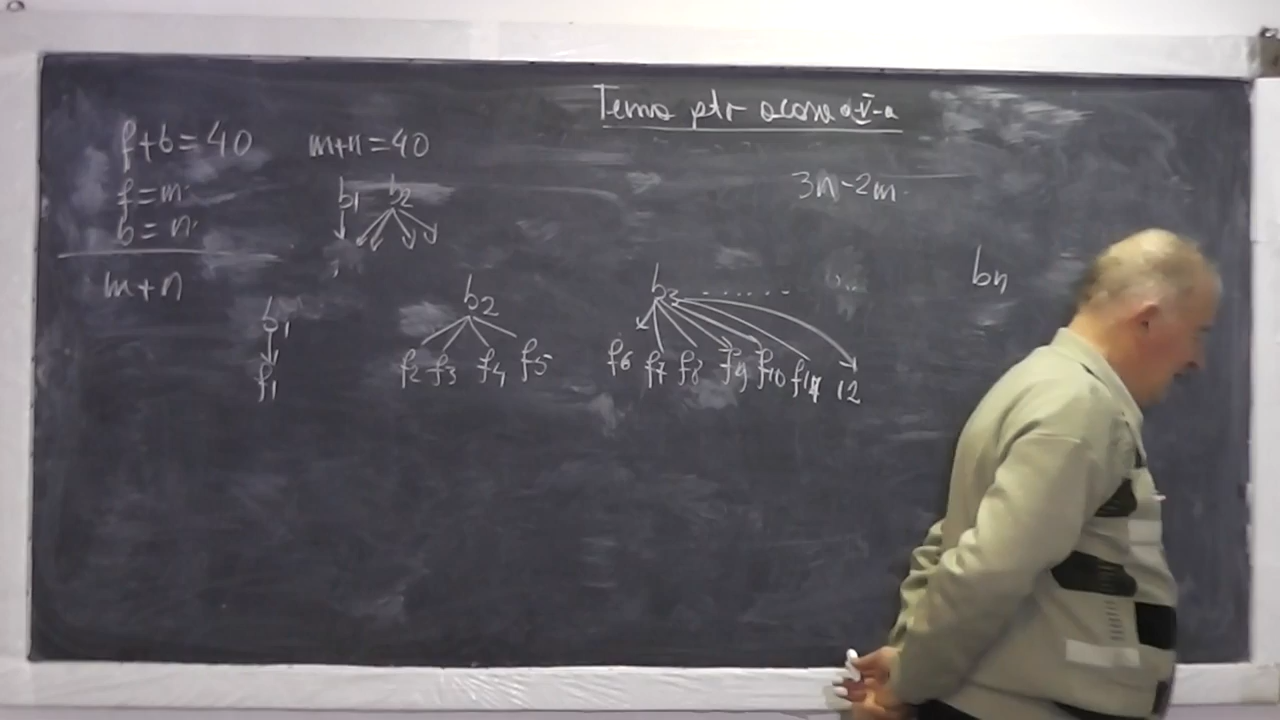 Tema ptr acasa a V-a
f+b=40 m+n=40
f=m
b=n
m+n
b1 b2
3n-2m
b1 b2 b3 ........ bn
f1 f2 f3 f4 f5 f6 f7 f8 f9 f10 f11 12